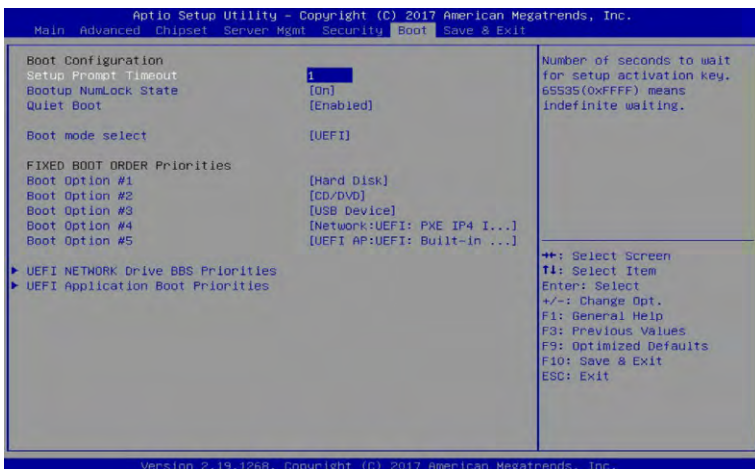 Aptio Setup Utility – Copyright (C) 2017 American Megatrends, Inc.
Main Advanced Chipset Server Mgmt Security Boot Save & Exit
Boot Configuration
Setup Prompt Timeout 1
Bootup NumLock State [On]
Quiet Boot [Enabled]
Boot mode select [UEFI]
FIXED BOOT ORDER Priorities
Boot Option #1 [Hard Disk]
Boot Option #2 [CD/DVD]
Boot Option #3 [USB Device]
Boot Option #4 [Network:UEFI: PXE IP4 I...]
Boot Option #5 [UEFI AP:UEFI: Built-in ...]
▶ UEFI NETWORK Drive BBS Priorities
▶ UEFI Application Boot Priorities
Number of seconds to wait
for setup activation key.
65535(0xFFFF) means
indefinite waiting.
→←: Select Screen
↑↓: Select Item
Enter: Select
+/-: Change Opt.
F1: General Help
F3: Previous Values
F9: Optimized Defaults
F10: Save & Exit
ESC: Exit
Version 2.19.1268. Copyright (C) 2017 American Megatrends, Inc.